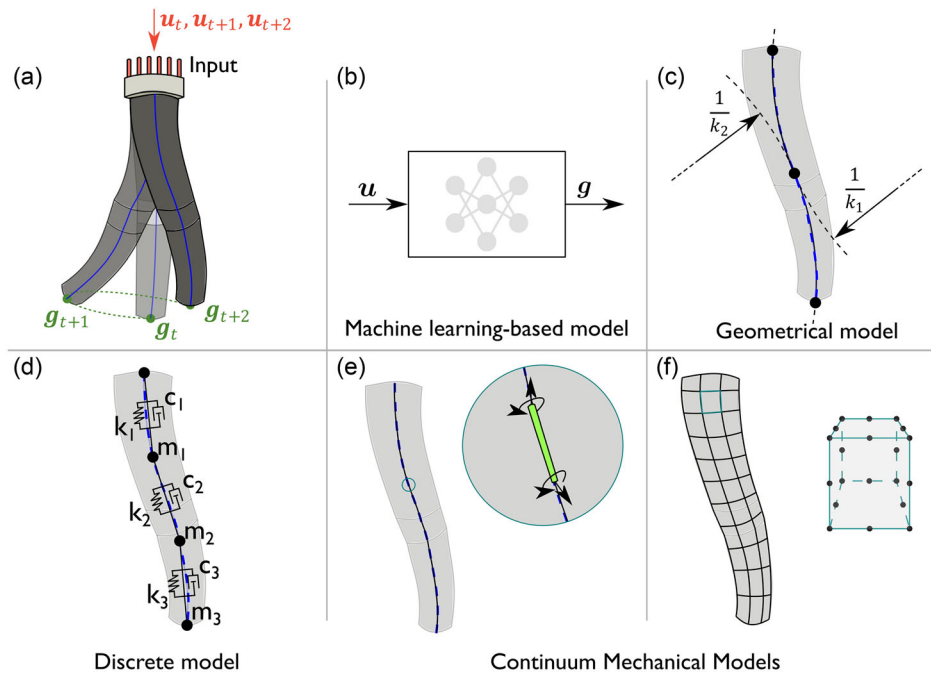 u_t, u_{t+1}, u_{t+2}
(a)
Input
g_{t+1}
g_t
g_{t+2}
(b)
u
g
Machine learning-based model
(c)
1/k_2
1/k_1
Geometrical model
(d)
c_1
k_1
m_1
c_2
k_2
m_2
c_3
k_3
m_3
Discrete model
(e)
(f)
Continuum Mechanical Models